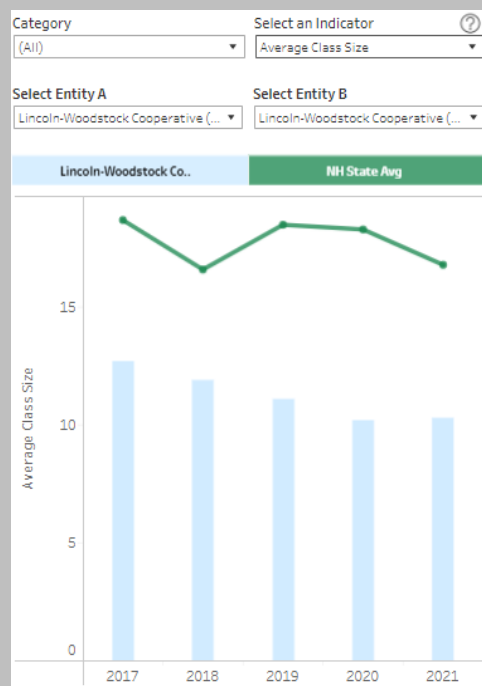 Category
Select an Indicator
?
(All)
Average Class Size
Select Entity A
Select Entity B
Lincoln-Woodstock Cooperative (...
Lincoln-Woodstock Cooperative (...
Lincoln-Woodstock Co..
NH State Avg
15
10
5
0
Average Class Size
2017
2018
2019
2020
2021